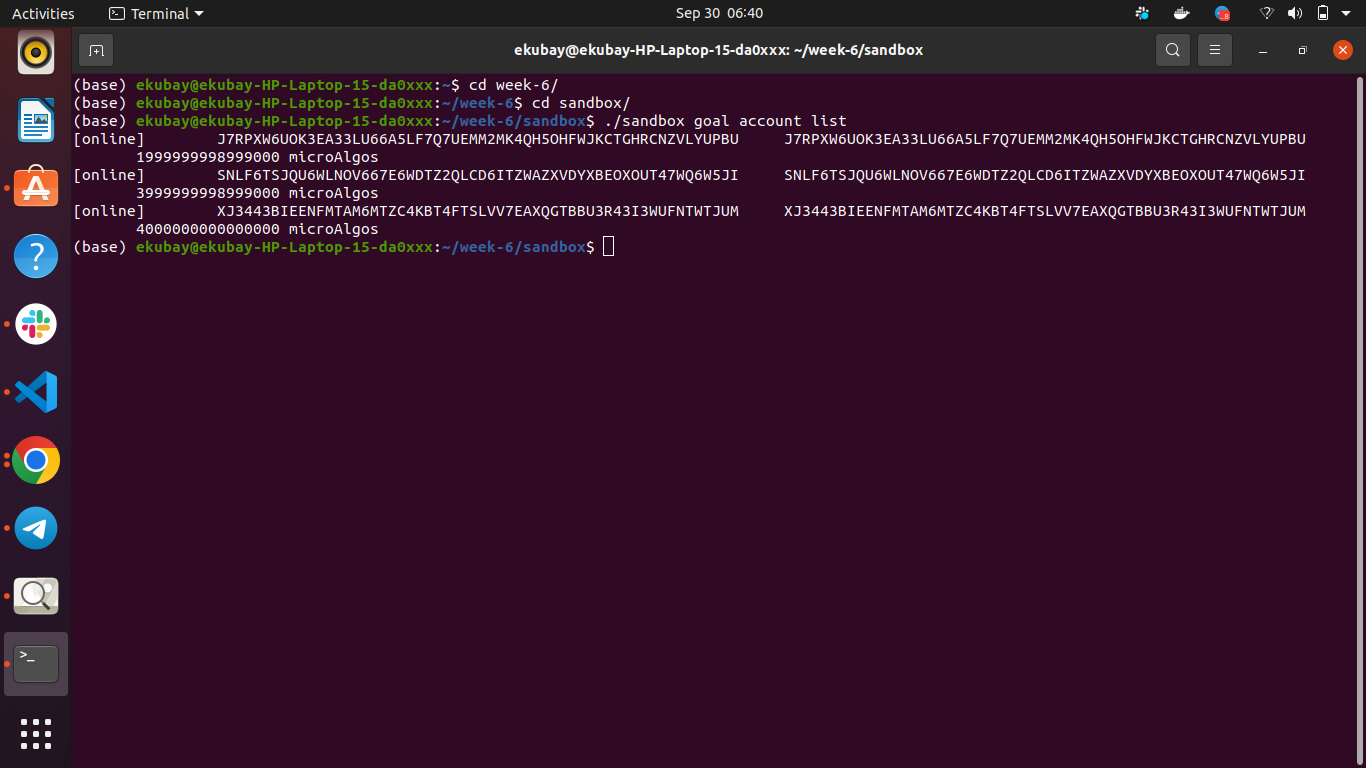 Activities Terminal Sep 30 06:40
ekubay@ekubay-HP-Laptop-15-da0xxx: ~/week-6/sandbox
(base) ekubay@ekubay-HP-Laptop-15-da0xxx:~$ cd week-6/
(base) ekubay@ekubay-HP-Laptop-15-da0xxx:~/week-6$ cd sandbox/
(base) ekubay@ekubay-HP-Laptop-15-da0xxx:~/week-6/sandbox$ ./sandbox goal account list
[online] J7RPXW6UOK3EA33LU66A5LF7Q7UEMM2MK4QH5OHFWJKCTGHRCNZVLYUPBU J7RPXW6UOK3EA33LU66A5LF7Q7UEMM2MK4QH5OHFWJKCTGHRCNZVLYUPBU
1999999998999000 microAlgos
[online] SNLF6TSJQU6WLNOV667E6WDTZ2QLCD6ITZWAZXVDYXBEOXOUT47WQ6W5JI SNLF6TSJQU6WLNOV667E6WDTZ2QLCD6ITZWAZXVDYXBEOXOUT47WQ6W5JI
3999999998999000 microAlgos
[online] XJ3443BIEENFMTAM6MTZC4KBT4FTSLVV7EAXQGTBBU3R43I3WUFNTWTJUM XJ3443BIEENFMTAM6MTZC4KBT4FTSLVV7EAXQGTBBU3R43I3WUFNTWTJUM
4000000000000000 microAlgos
(base) ekubay@ekubay-HP-Laptop-15-da0xxx:~/week-6/sandbox$